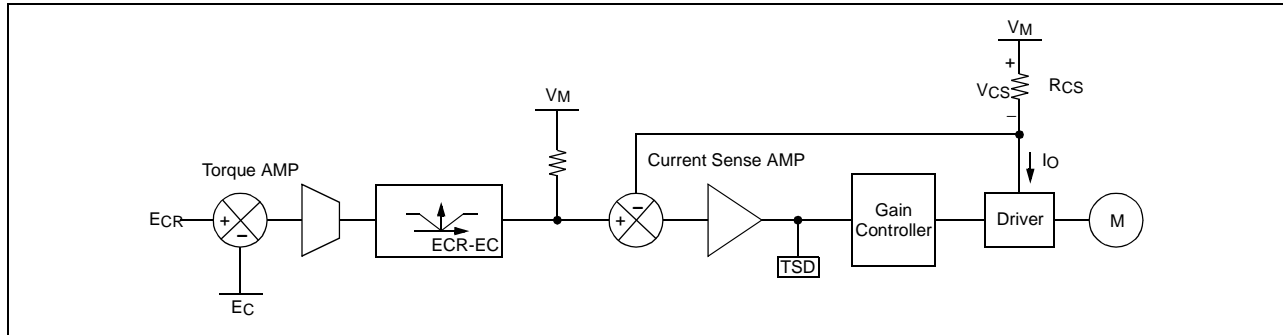 VM
+
VCS
RCS
−
VM
Torque AMP
Current Sense AMP
IO
ECR
+
−
ECR-EC
+
−
Gain
Controller
Driver
M
TSD
EC